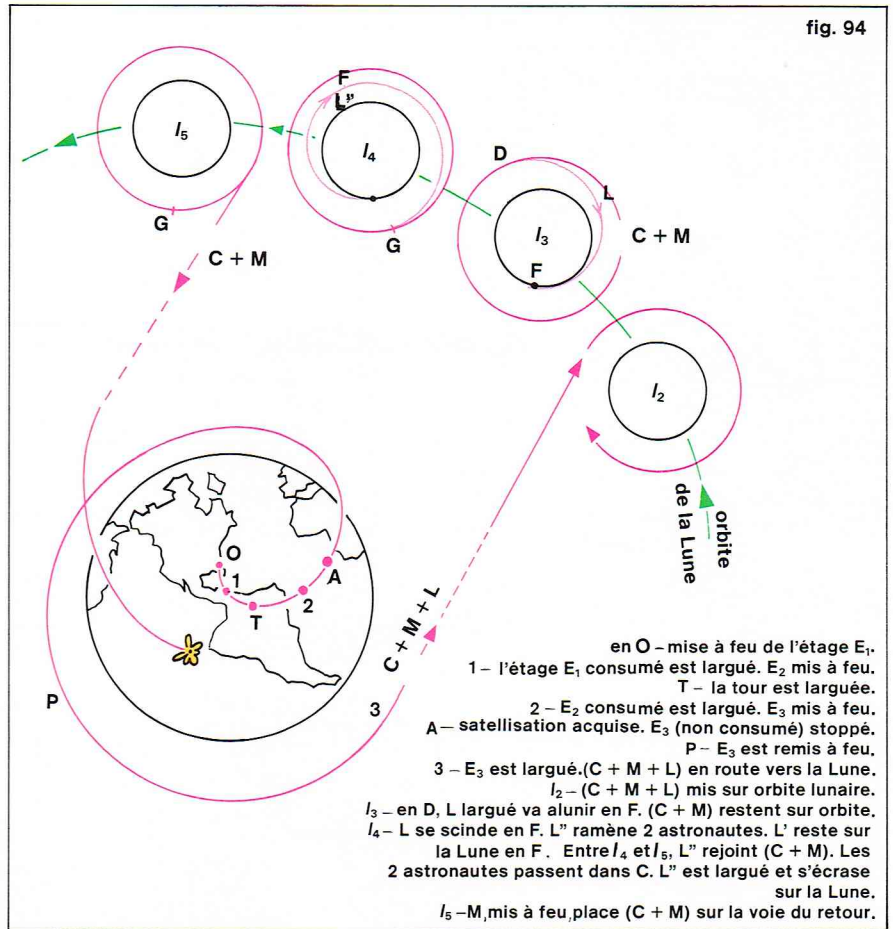 fig. 94
F
L''
l₅
l₄
D
L
l₃
C + M
G
G
F
C + M
l₂
orbite
de la Lune
O
1
A
T
2
C + M + L
P
3
en O – mise à feu de l'étage E₁.
1 – l'étage E₁ consumé est largué. E₂ mis à feu.
T – la tour est larguée.
2 – E₂ consumé est largué. E₃ mis à feu.
A – satellisation acquise. E₃ (non consumé) stoppé.
P – E₃ est remis à feu.
3 – E₃ est largué.(C + M + L) en route vers la Lune.
l₂ – (C + M + L) mis sur orbite lunaire.
l₃ – en D, L largué va alunir en F. (C + M) restent sur orbite.
l₄ – L se scinde en F. L'' ramène 2 astronautes. L' reste sur
la Lune en F. Entre l₄ et l₅, L'' rejoint (C + M). Les
2 astronautes passent dans C. L'' est largué et s'écrase
sur la Lune.
l₅ – M, mis à feu, place (C + M) sur la voie du retour.